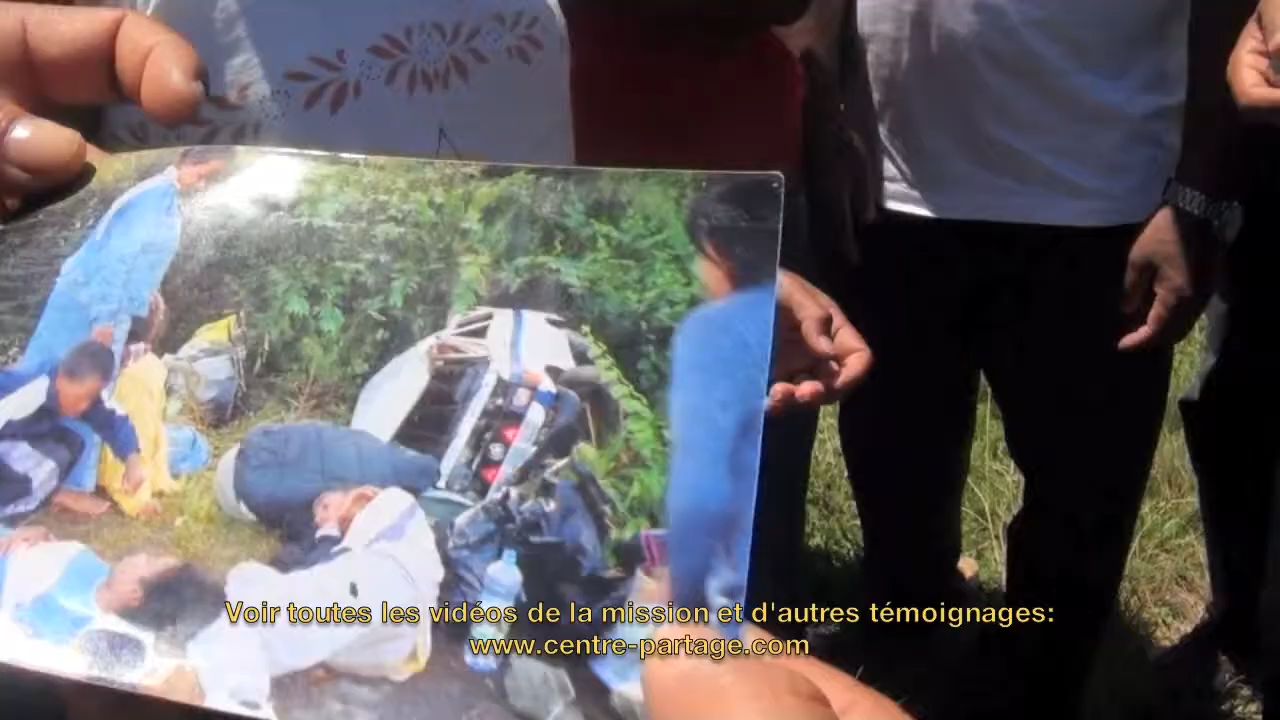 Voir toutes les vidéos de la mission et d'autres témoignages:
www.centre-partage.com